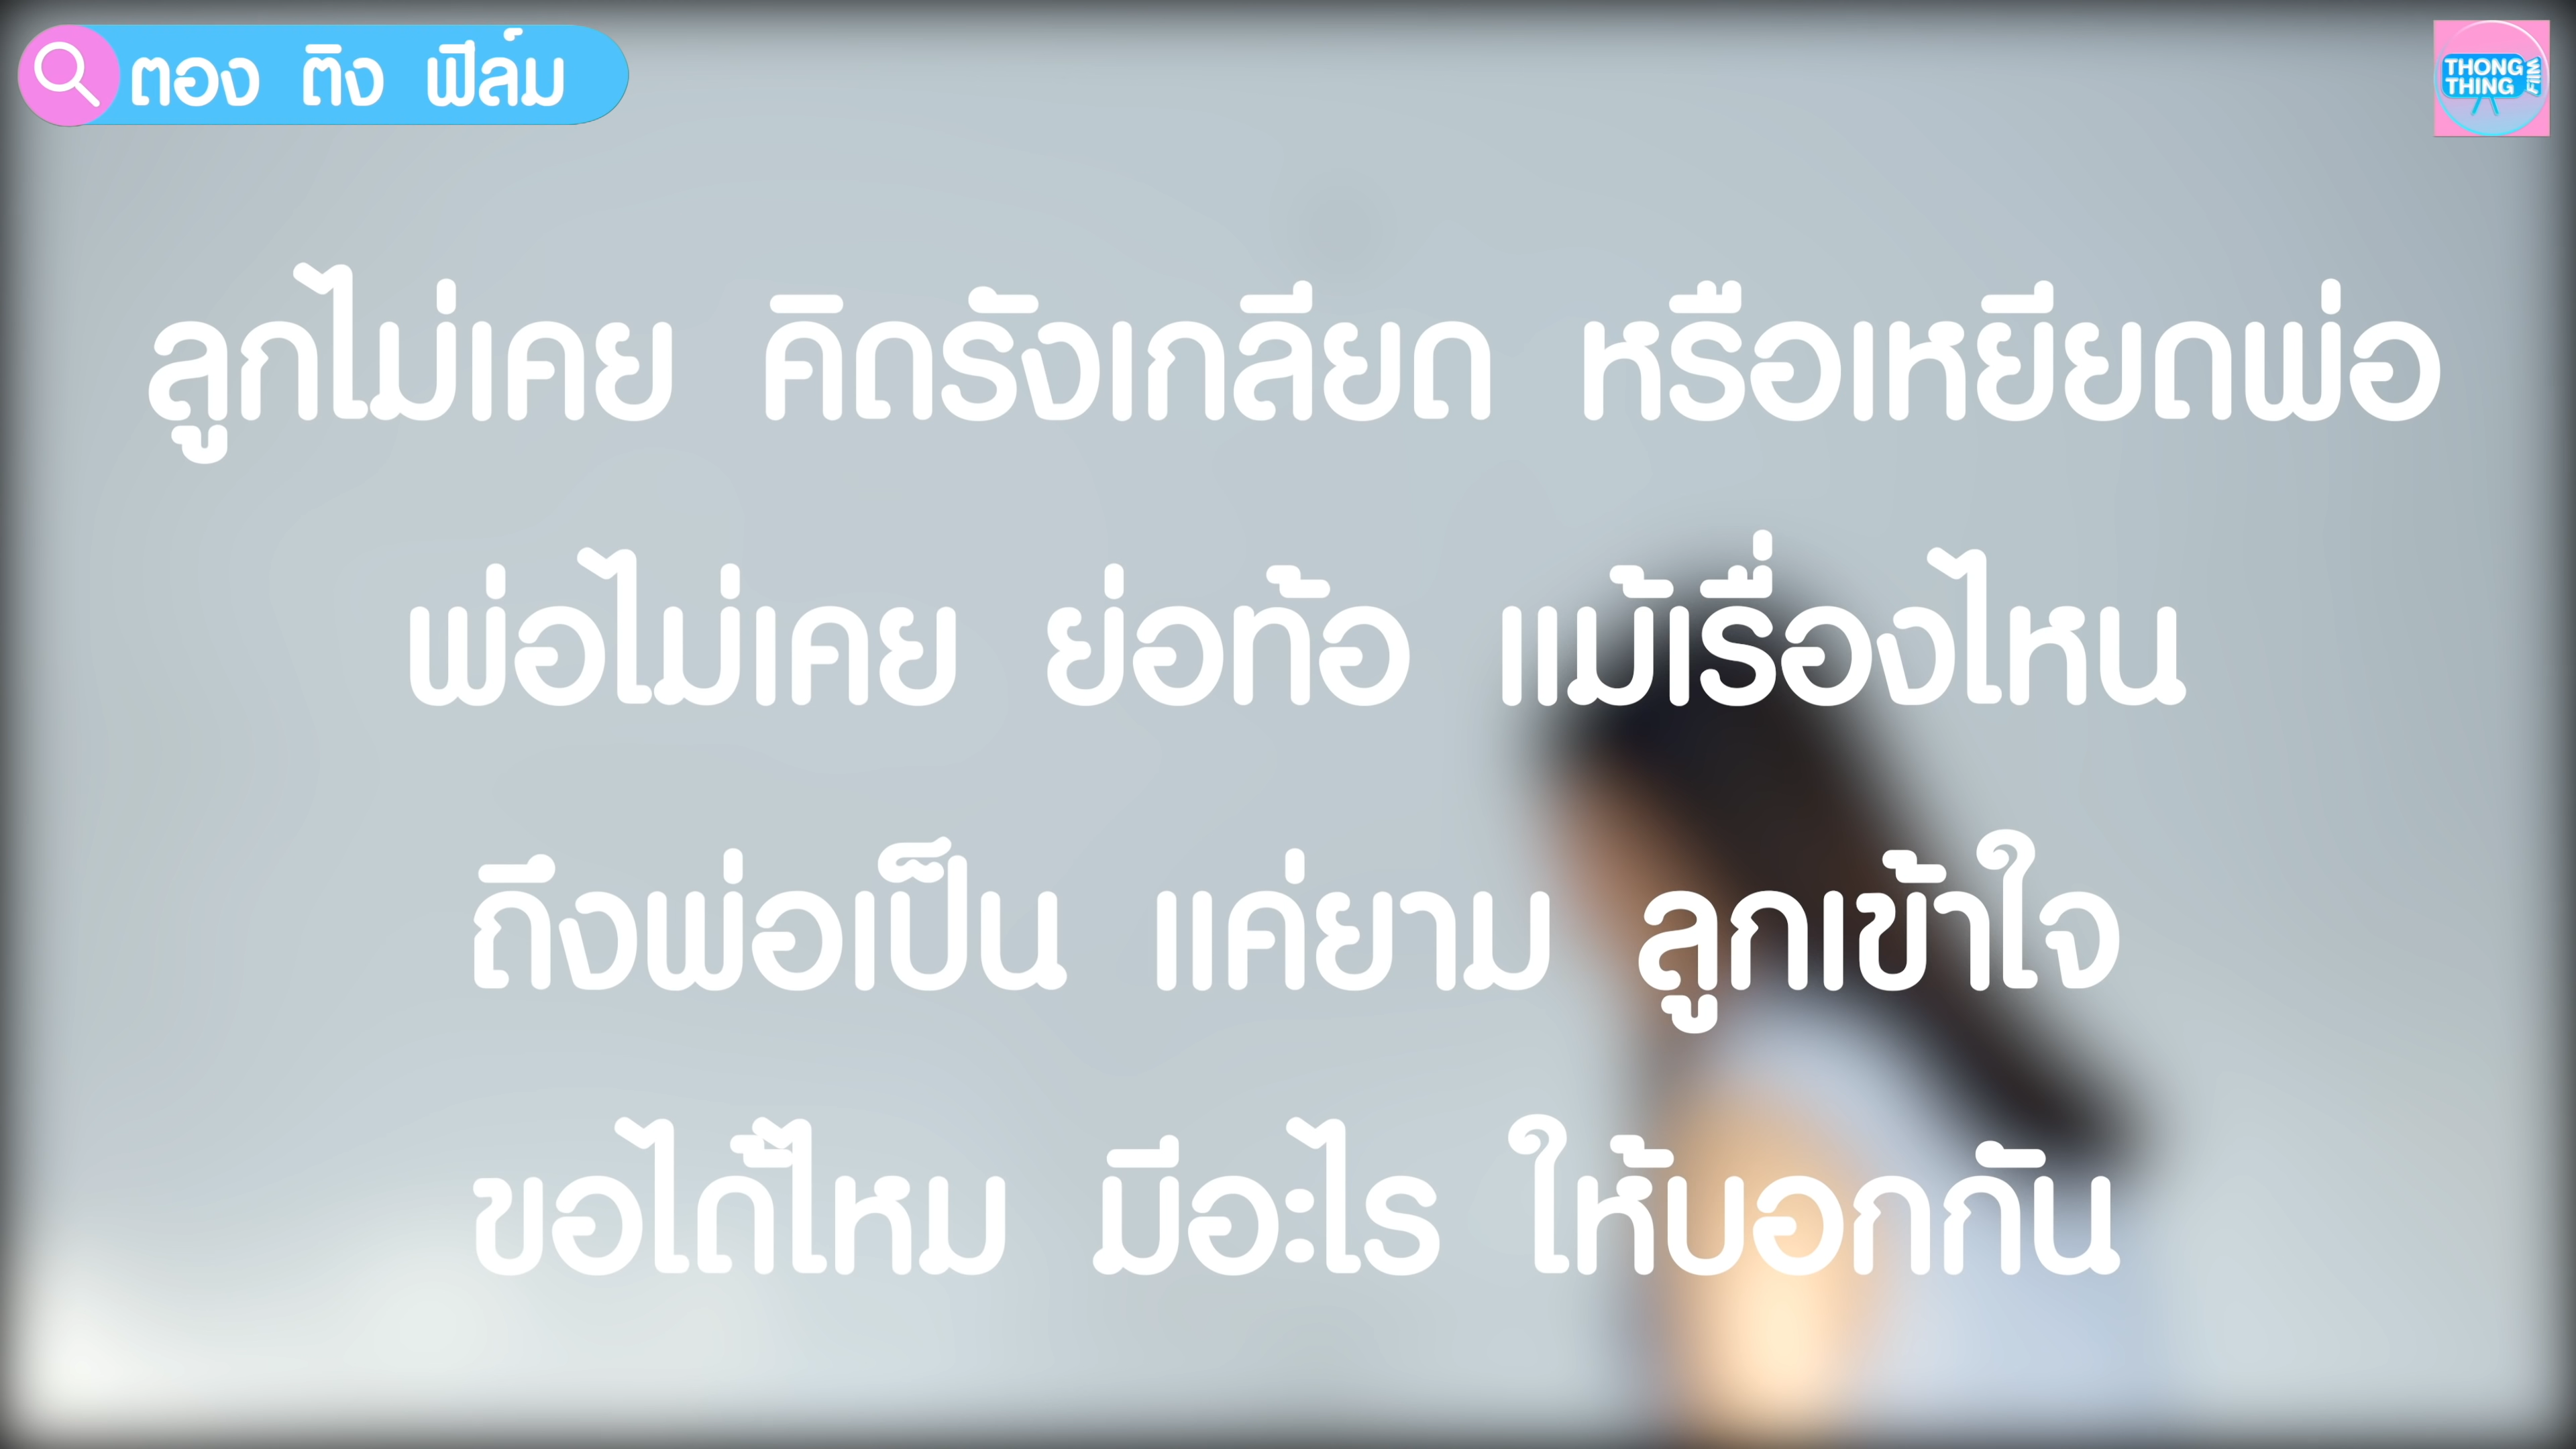 ตอง ติง ฟิล์ม
THONG
THING
FiIM
ลูกไม่เคย คิดรังเกลียด หรือเหยียดพ่อ
พ่อไม่เคย ย่อท้อ แม้เรื่องไหน
ถึงพ่อเป็น แค่ยาม ลูกเข้าใจ
ขอได้ไหม มีอะไร ให้บอกกัน